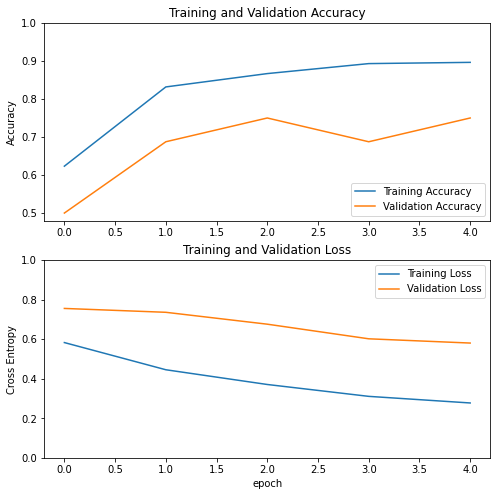 Training and Validation Accuracy
1.0
0.9
0.8
0.7
0.6
0.5
Accuracy
Training Accuracy
Validation Accuracy
0.0 0.5 1.0 1.5 2.0 2.5 3.0 3.5 4.0
Training and Validation Loss
1.0
0.8
0.6
0.4
0.2
0.0
Cross Entropy
Training Loss
Validation Loss
0.0 0.5 1.0 1.5 2.0 2.5 3.0 3.5 4.0
epoch